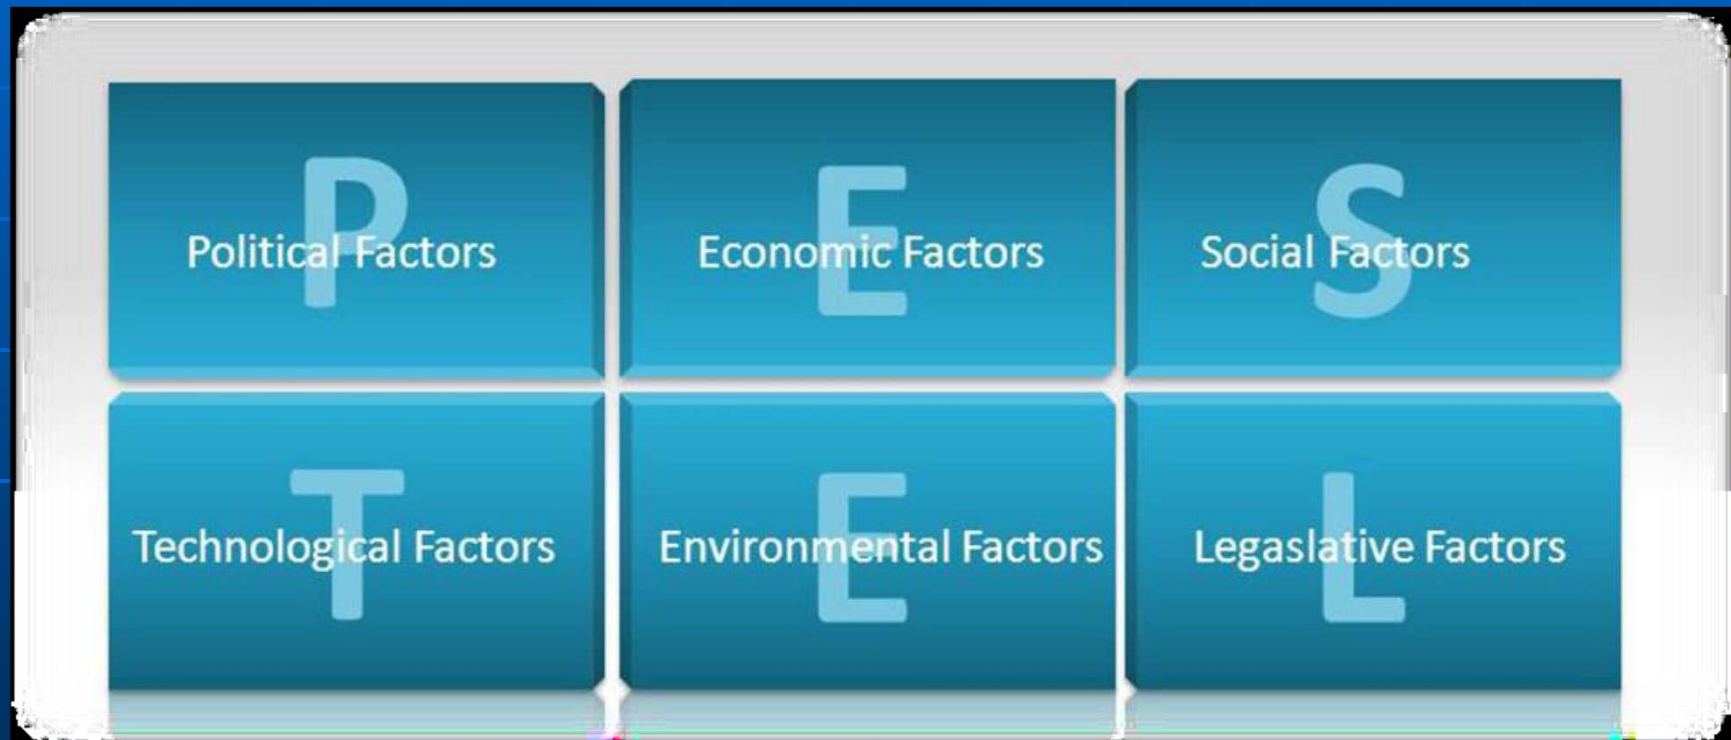 P
Political Factors
E
Economic Factors
S
Social Factors
T
Technological Factors
E
Environmental Factors
L
Legaslative Factors